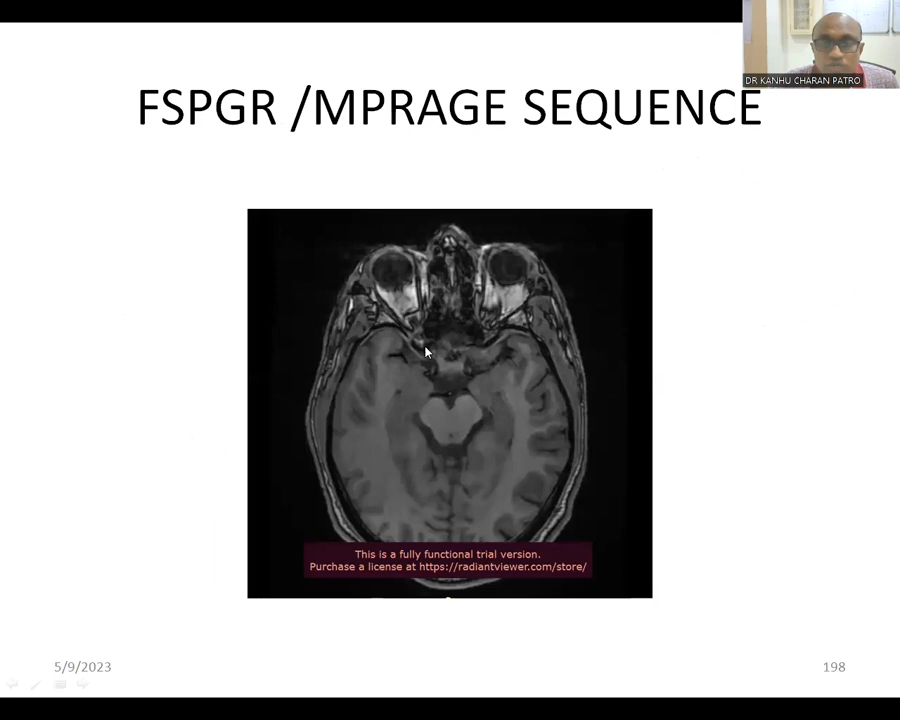 DR KANHU CHARAN PATRO
FSPGR /MPRAGE SEQUENCE
This is a fully functional trial version.
Purchase a license at https://radiantviewer.com/store/
5/9/2023
198